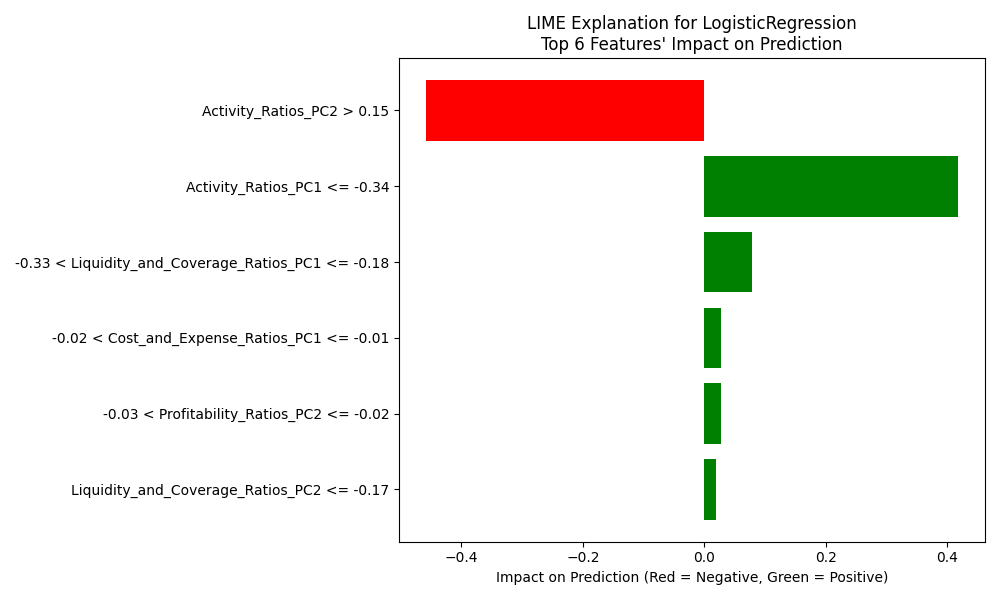 LIME Explanation for LogisticRegression
Top 6 Features' Impact on Prediction
Activity_Ratios_PC2 > 0.15
Activity_Ratios_PC1 <= -0.34
-0.33 < Liquidity_and_Coverage_Ratios_PC1 <= -0.18
-0.02 < Cost_and_Expense_Ratios_PC1 <= -0.01
-0.03 < Profitability_Ratios_PC2 <= -0.02
Liquidity_and_Coverage_Ratios_PC2 <= -0.17
−0.4 −0.2 0.0 0.2 0.4
Impact on Prediction (Red = Negative, Green = Positive)